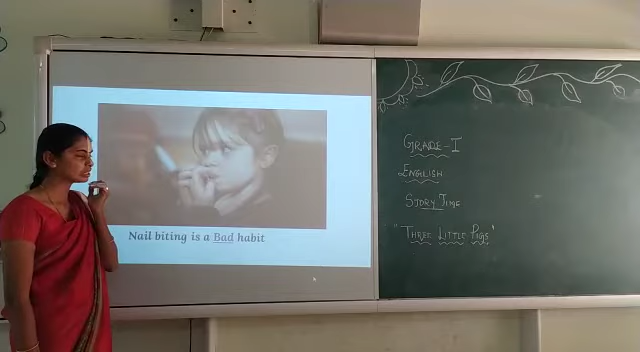 Nail biting is a Bad habit
GRADE-I
ENGLISH
STORY TIME
"THREE LITTLE PIGS'